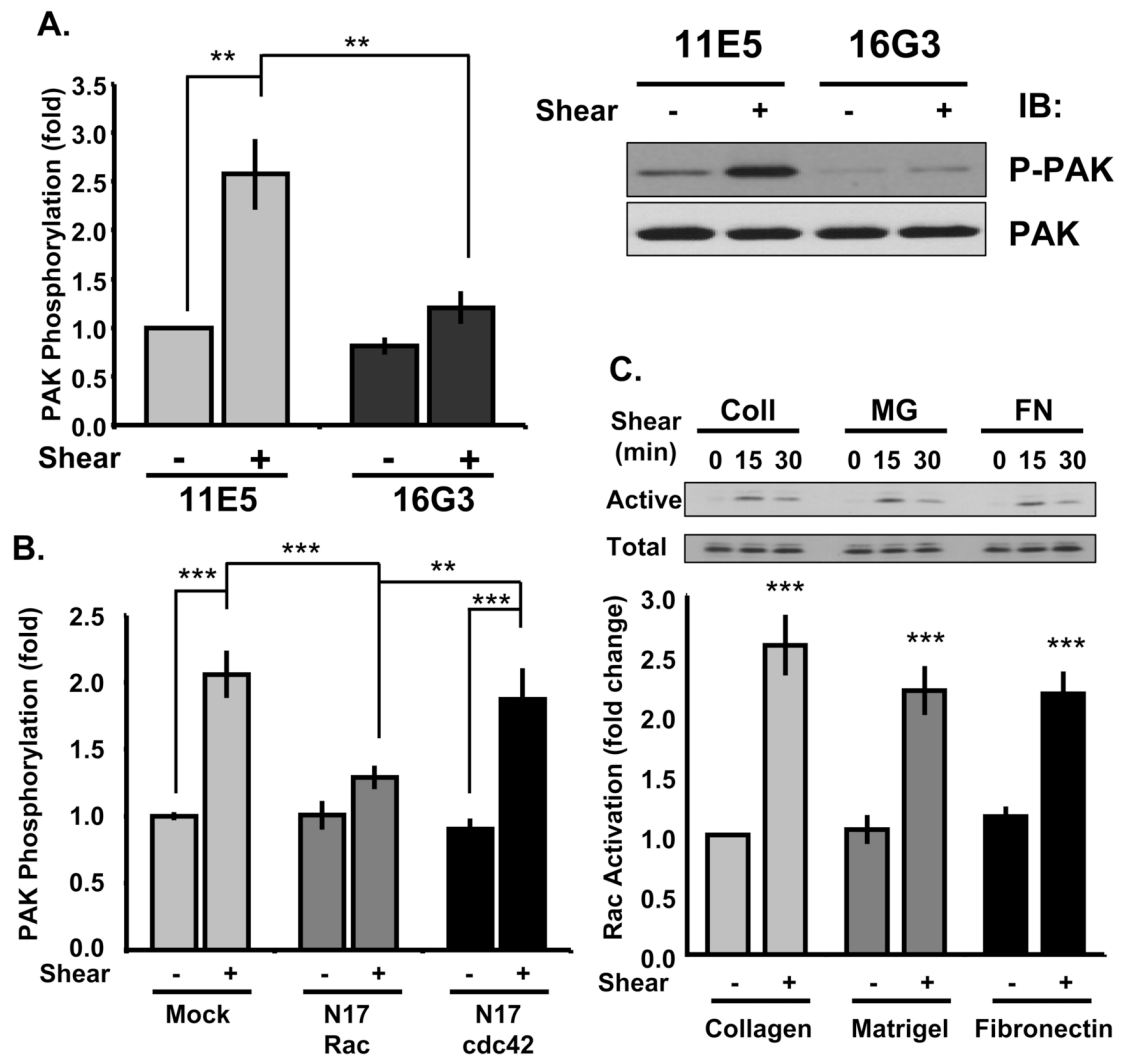 A.
** **
PAK Phosphorylation (fold)
3.5
3.0
2.5
2.0
1.5
1.0
0.5
0.0
Shear - + - +
11E5 16G3
11E5 16G3
Shear - + - + IB:
P-PAK
PAK
B.
*** *** ** ***
PAK Phosphorylation (fold)
2.5
2.0
1.5
1.0
0.5
0.0
Shear - + - + - +
Mock N17 N17
Rac cdc42
C.
Shear Coll MG FN
(min) 0 15 30 0 15 30 0 15 30
Active
Total
*** *** ***
Rac Activation (fold change)
3.0
2.5
2.0
1.5
1.0
0.5
0.0
Shear - + - + - +
Collagen Matrigel Fibronectin